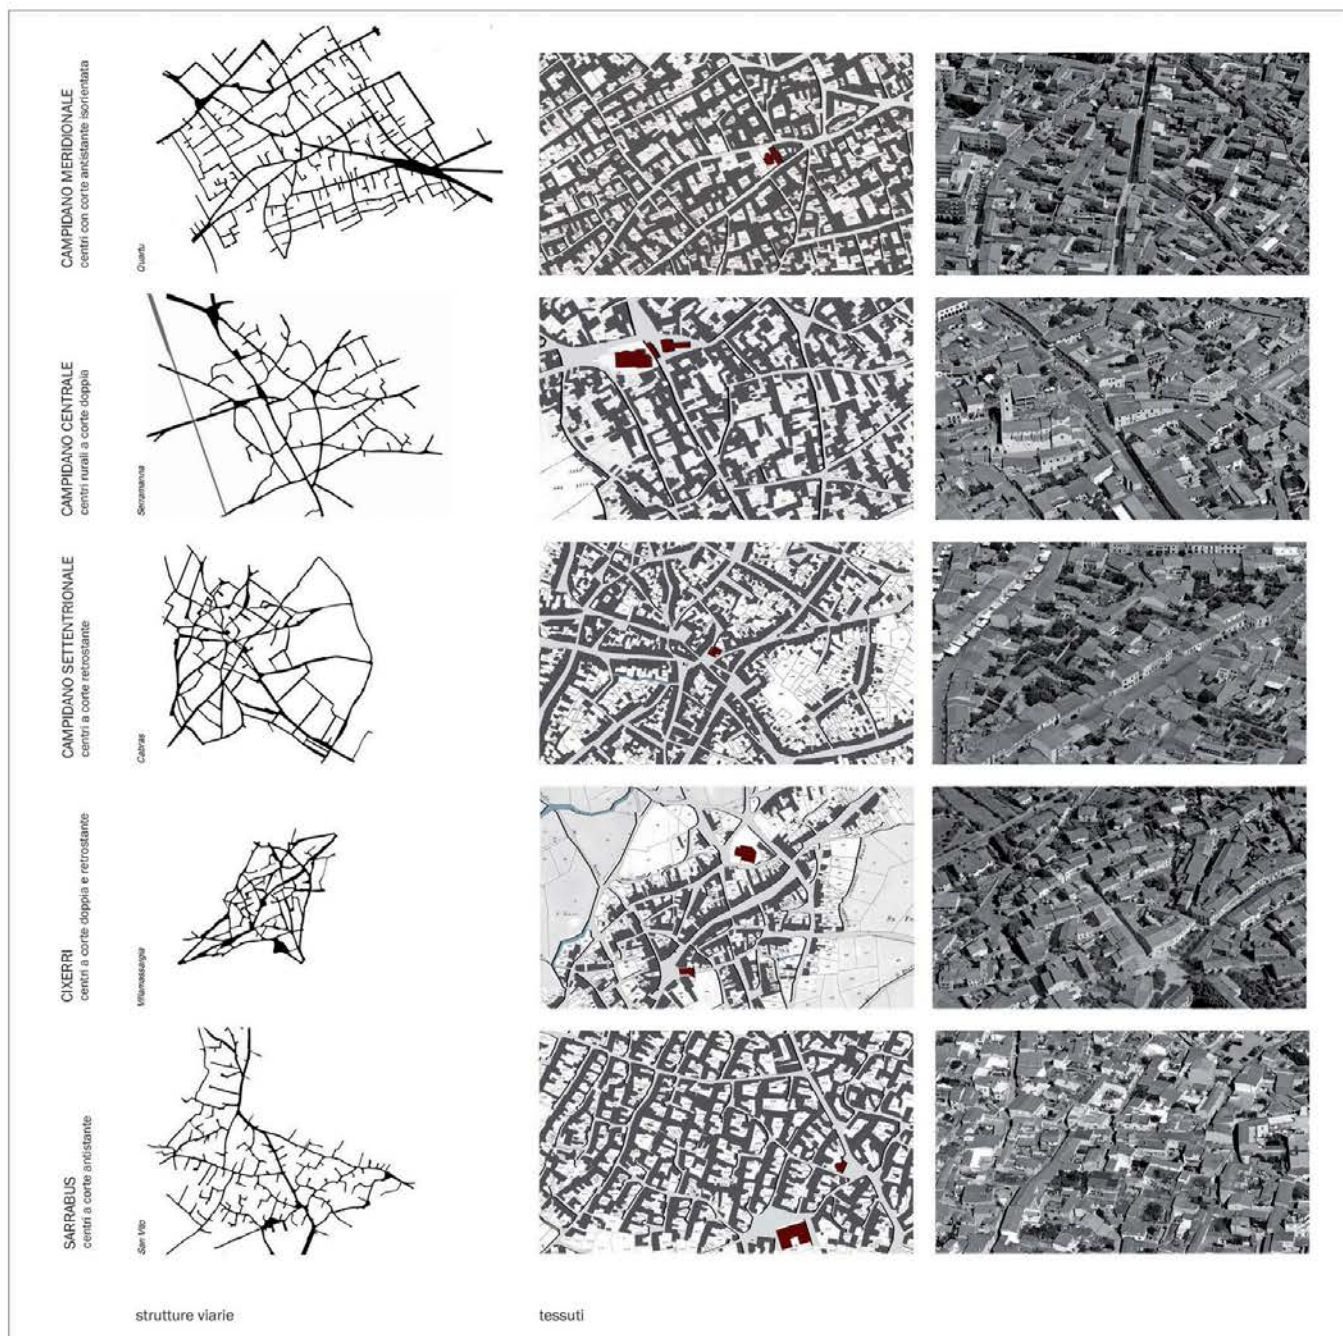 CAMPIDANO MERIDIONALE
centri con corte antistante isorientata
Quartu
CAMPIDANO CENTRALE
centri rurali a corte doppia
Serramanna
CAMPIDANO SETTENTRIONALE
centri a corte retrostante
Cabras
CIXERRI
centri a corte doppia e retrostante
Villamassargia
SARRABUS
centri a corte antistante
San Vito
strutture viarie
tessuti